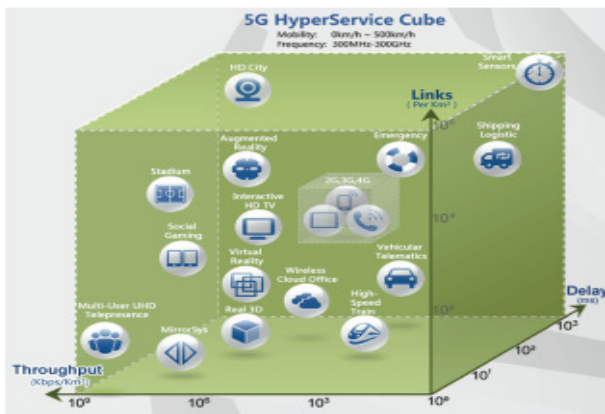 5G HyperService Cube
Mobility: 0km/h ~ 500km/h
Frequency: 300MHz-300GHz
HD City
Smart
Sensors
Links
(Per Km²)
Shipping
Logistic
Augmented
Reality
Emergency
Stadium
2G,3G,4G
Interactive
HD TV
Social
Gaming
Virtual
Reality
Wireless
Cloud Office
Vehicular
Telematics
Multi-User UHD
Telepresence
MirrorSys
Real 3D
High-
Speed
Train
Delay
(ms)
10³
10²
10¹
Throughput
(Kbps/Km²)
10⁹
10³